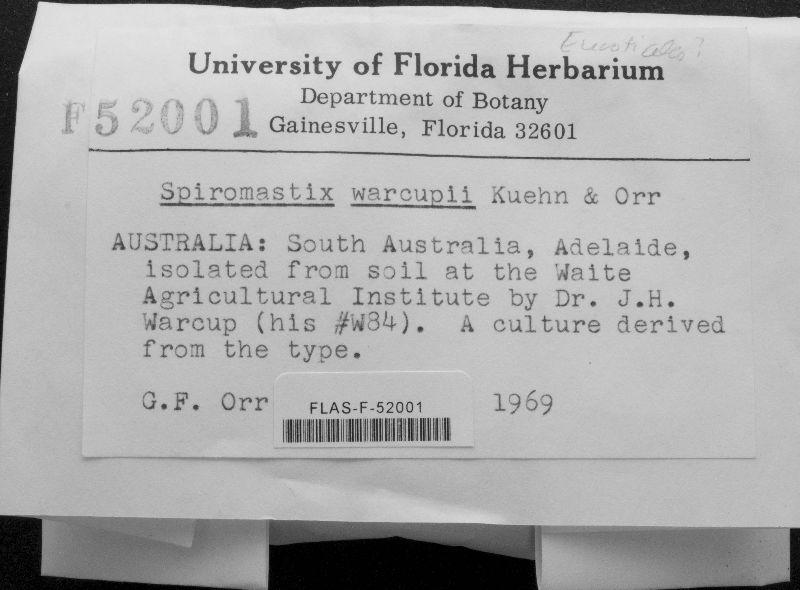 University of Florida Herbarium
F52001
Department of Botany
Gainesville, Florida 32601
Spiromastix warcupii Kuehn & Orr
AUSTRALIA: South Australia, Adelaide,
isolated from soil at the Waite
Agricultural Institute by Dr. J.H.
Warcup (his #W84). A culture derived
from the type.
G.F. Orr 1969
FLAS-F-52001